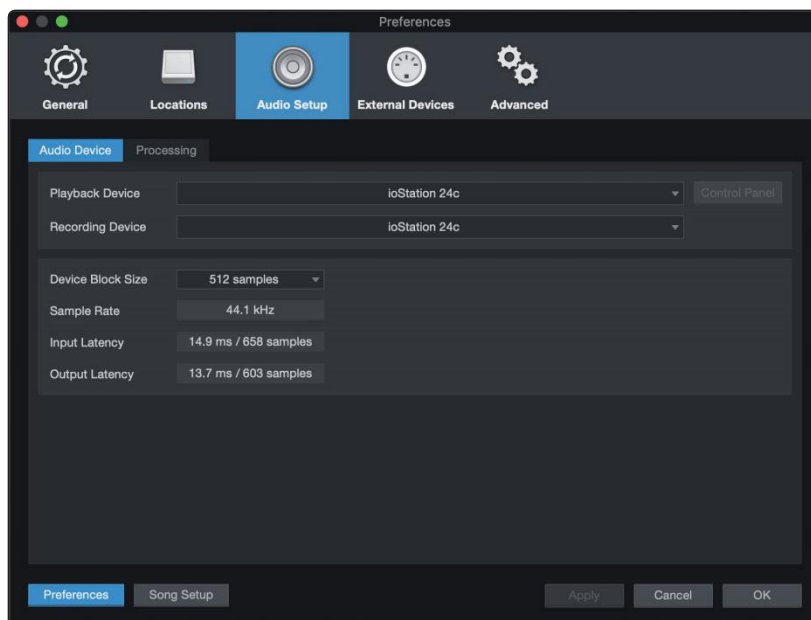 Preferences
General Locations Audio Setup External Devices Advanced
Audio Device Processing
Playback Device ioStation 24c Control Panel
Recording Device ioStation 24c
Device Block Size 512 samples
Sample Rate 44.1 kHz
Input Latency 14.9 ms / 658 samples
Output Latency 13.7 ms / 603 samples
Preferences Song Setup Apply Cancel OK